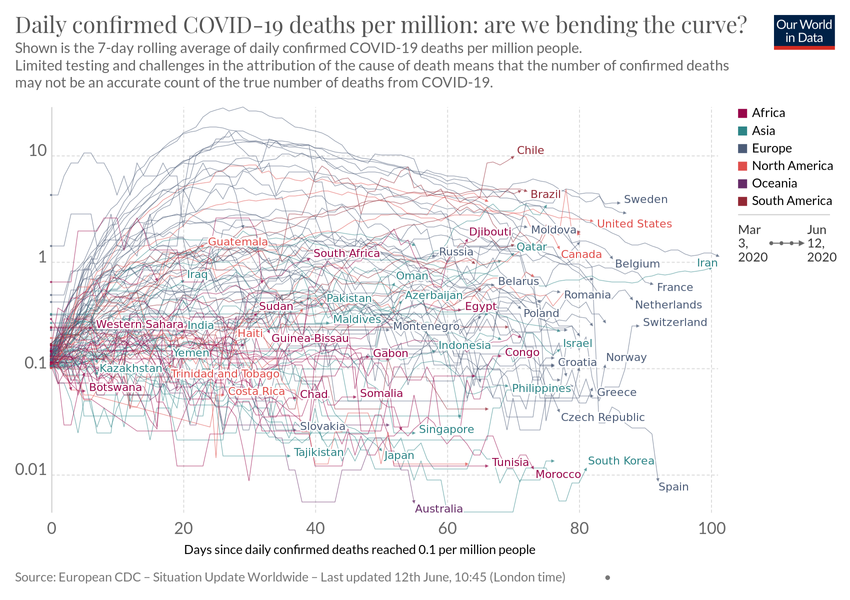 Daily confirmed COVID-19 deaths per million: are we bending the curve?
Our World
in Data
Shown is the 7-day rolling average of daily confirmed COVID-19 deaths per million people.
Limited testing and challenges in the attribution of the cause of death means that the number of confirmed deaths
may not be an accurate count of the true number of deaths from COVID-19.
Africa
Asia
Europe
North America
Oceania
South America
Mar
3,
2020
Jun
12,
2020
10
1
0.1
0.01
Chile
Brazil
Sweden
United States
Djibouti
Moldova
Guatemala
Qatar
South Africa
Russia
Canada
Belgium
Iran
Iraq
Oman
Belarus
France
Pakistan
Azerbaijan
Romania
Sudan
Egypt
Netherlands
Maldives
Poland
Western Sahara
India
Montenegro
Switzerland
Haiti
Guinea-Bissau
Indonesia
Israel
Yemen
Gabon
Congo
Norway
Kazakhstan
Croatia
Trinidad and Tobago
Botswana
Costa Rica
Chad
Somalia
Philippines
Greece
Slovakia
Singapore
Czech Republic
Tajikistan
Japan
Tunisia
South Korea
Morocco
Spain
Australia
0
20
40
60
80
100
Days since daily confirmed deaths reached 0.1 per million people
Source: European CDC – Situation Update Worldwide – Last updated 12th June, 10:45 (London time)